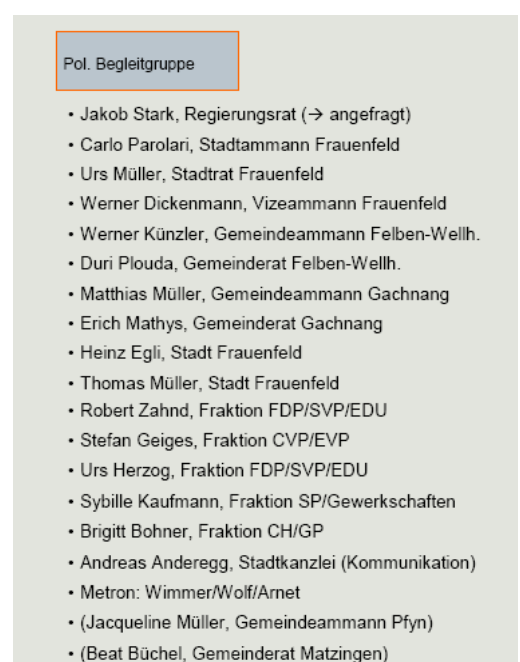 Pol. Begleitgruppe
• Jakob Stark, Regierungsrat (→ angefragt)
• Carlo Parolari, Stadtammann Frauenfeld
• Urs Müller, Stadtrat Frauenfeld
• Werner Dickenmann, Vizeammann Frauenfeld
• Werner Künzler, Gemeindeammann Felben-Wellh.
• Duri Plouda, Gemeinderat Felben-Wellh.
• Matthias Müller, Gemeindeammann Gachnang
• Erich Mathys, Gemeinderat Gachnang
• Heinz Egli, Stadt Frauenfeld
• Thomas Müller, Stadt Frauenfeld
• Robert Zahnd, Fraktion FDP/SVP/EDU
• Stefan Geiges, Fraktion CVP/EVP
• Urs Herzog, Fraktion FDP/SVP/EDU
• Sybille Kaufmann, Fraktion SP/Gewerkschaften
• Brigitt Bohner, Fraktion CH/GP
• Andreas Anderegg, Stadtkanzlei (Kommunikation)
• Metron: Wimmer/Wolf/Arnet
• (Jacqueline Müller, Gemeindeammann Pfyn)
• (Beat Büchel, Gemeinderat Matzingen)